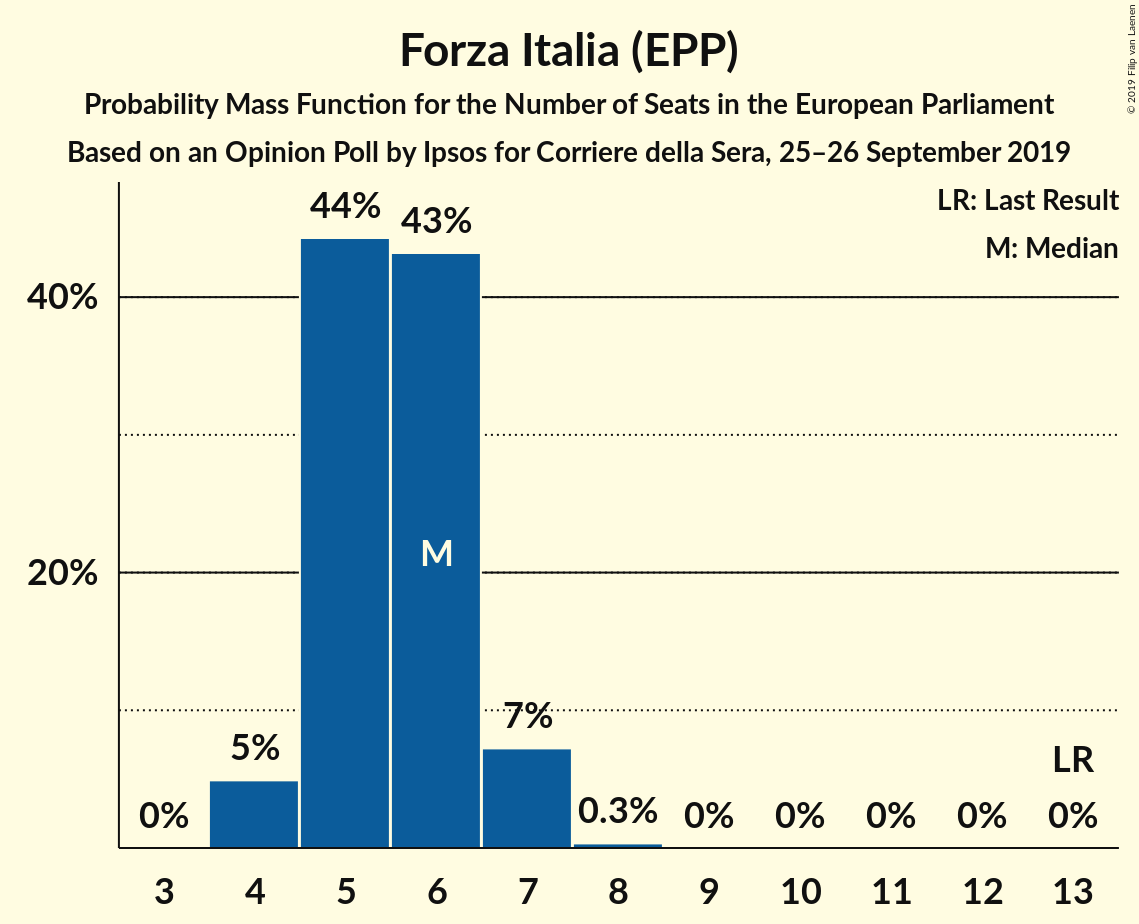 Forza Italia (EPP)
Probability Mass Function for the Number of Seats in the European Parliament
Based on an Opinion Poll by Ipsos for Corriere della Sera, 25–26 September 2019
© 2019 Filip van Laenen
LR: Last Result
M: Median
44%
43%
40%
M
20%
7%
5%
LR
0%
0.3%
0%
0%
0%
0%
0%
3 4 5 6 7 8 9 10 11 12 13